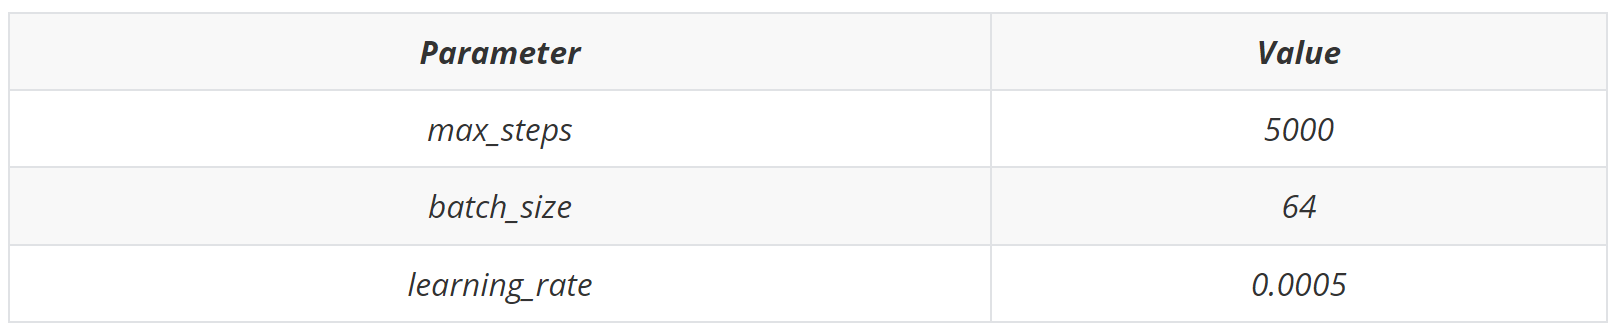 Parameter Value
max_steps 5000
batch_size 64
learning_rate 0.0005